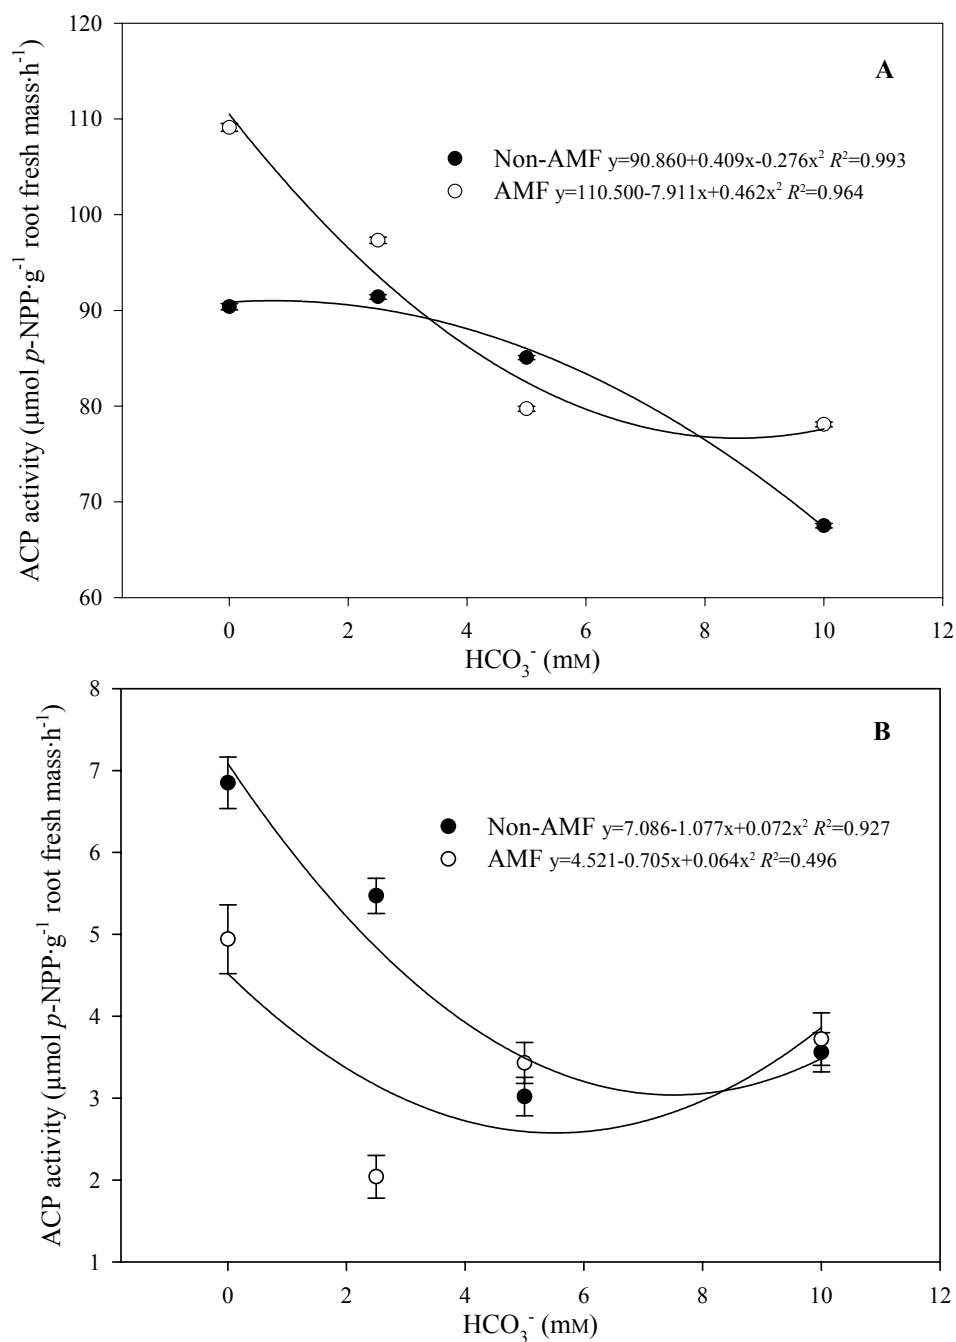 A
ACP activity (µmol p-NPP·g⁻¹ root fresh mass·h⁻¹)
120
110
100
90
80
70
60
Non-AMF y=90.860+0.409x-0.276x² R²=0.993
AMF y=110.500-7.911x+0.462x² R²=0.964
0 2 4 6 8 10 12
HCO₃⁻ (mM)
B
ACP activity (µmol p-NPP·g⁻¹ root fresh mass·h⁻¹)
8
7
6
5
4
3
2
1
Non-AMF y=7.086-1.077x+0.072x² R²=0.927
AMF y=4.521-0.705x+0.064x² R²=0.496
0 2 4 6 8 10 12
HCO₃⁻ (mM)